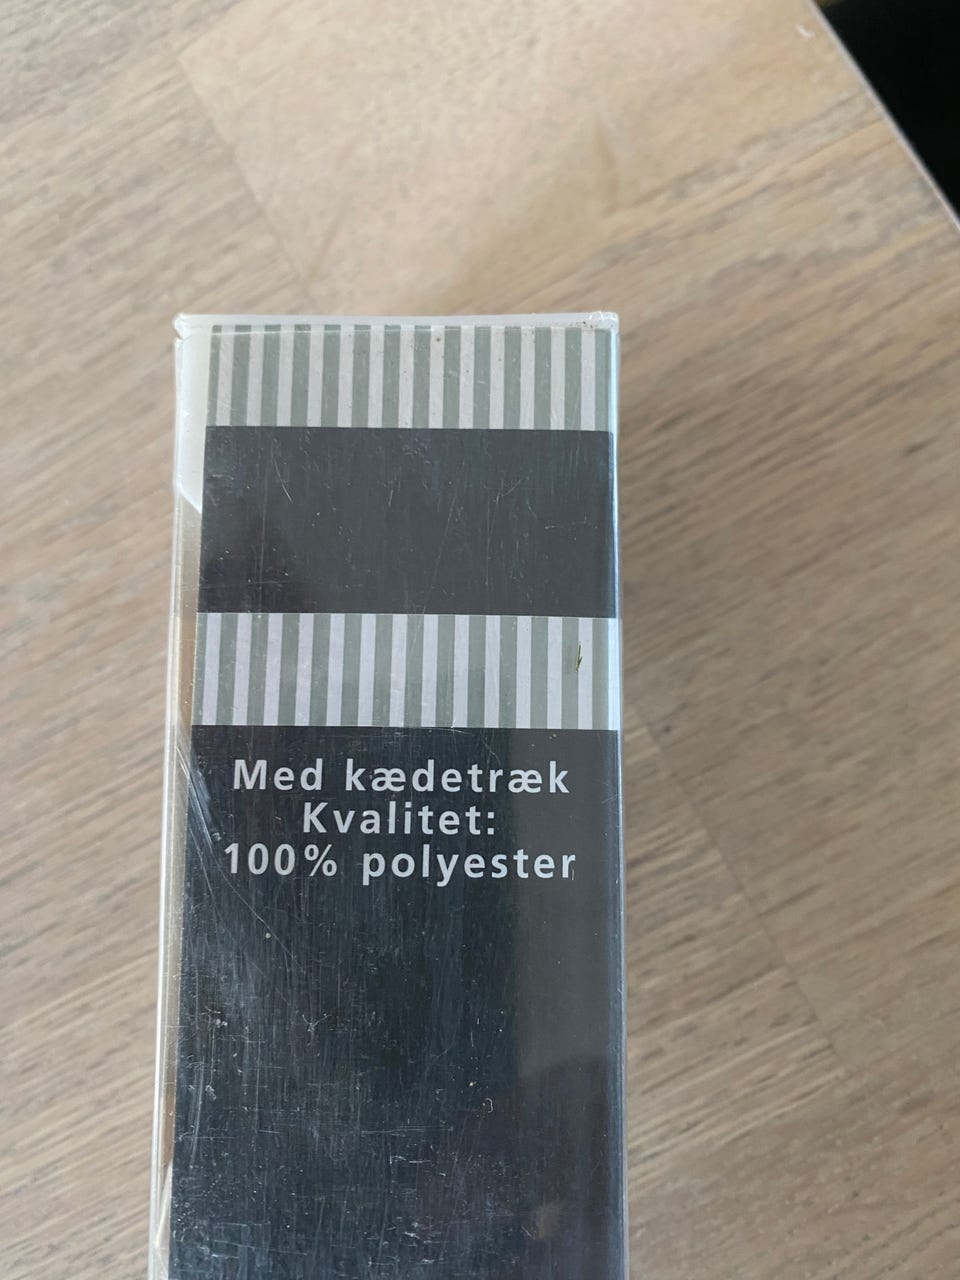 Med kædetræk
Kvalitet:
100% polyester